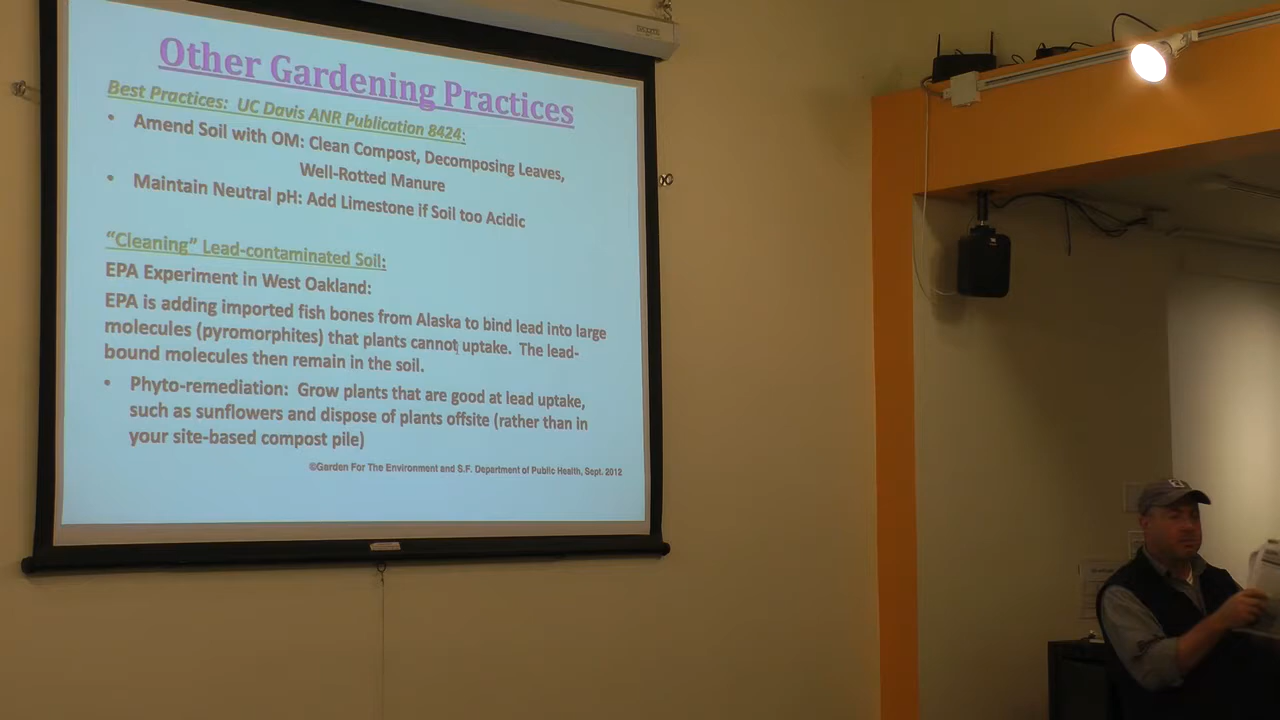 Other Gardening Practices
Best Practices: UC Davis ANR Publication 8424:
• Amend Soil with OM: Clean Compost, Decomposing Leaves,
Well-Rotted Manure
• Maintain Neutral pH: Add Limestone if Soil too Acidic
“Cleaning” Lead-contaminated Soil:
EPA Experiment in West Oakland:
EPA is adding imported fish bones from Alaska to bind lead into large
molecules (pyromorphites) that plants cannot uptake. The lead-
bound molecules then remain in the soil.
• Phyto-remediation: Grow plants that are good at lead uptake,
such as sunflowers and dispose of plants offsite (rather than in
your site-based compost pile)
©Garden For The Environment and S.F. Department of Public Health, Sept. 2012